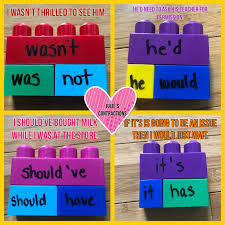 I WASN'T THRILLED TO SEE HIM
wasn't
was not
HE'D NEED TO ASK HIS TEACHER FOR
PERMISSION
he'd
he would
JULIE'S
CONTRACTIONS
I SHOULD'VE BOUGHT MILK
WHILE I WAS AT THE STORE
should've
should have
IF IT'S IS GOING TO BE AN ISSUE
THEN I WOULD JUST
it's
it has